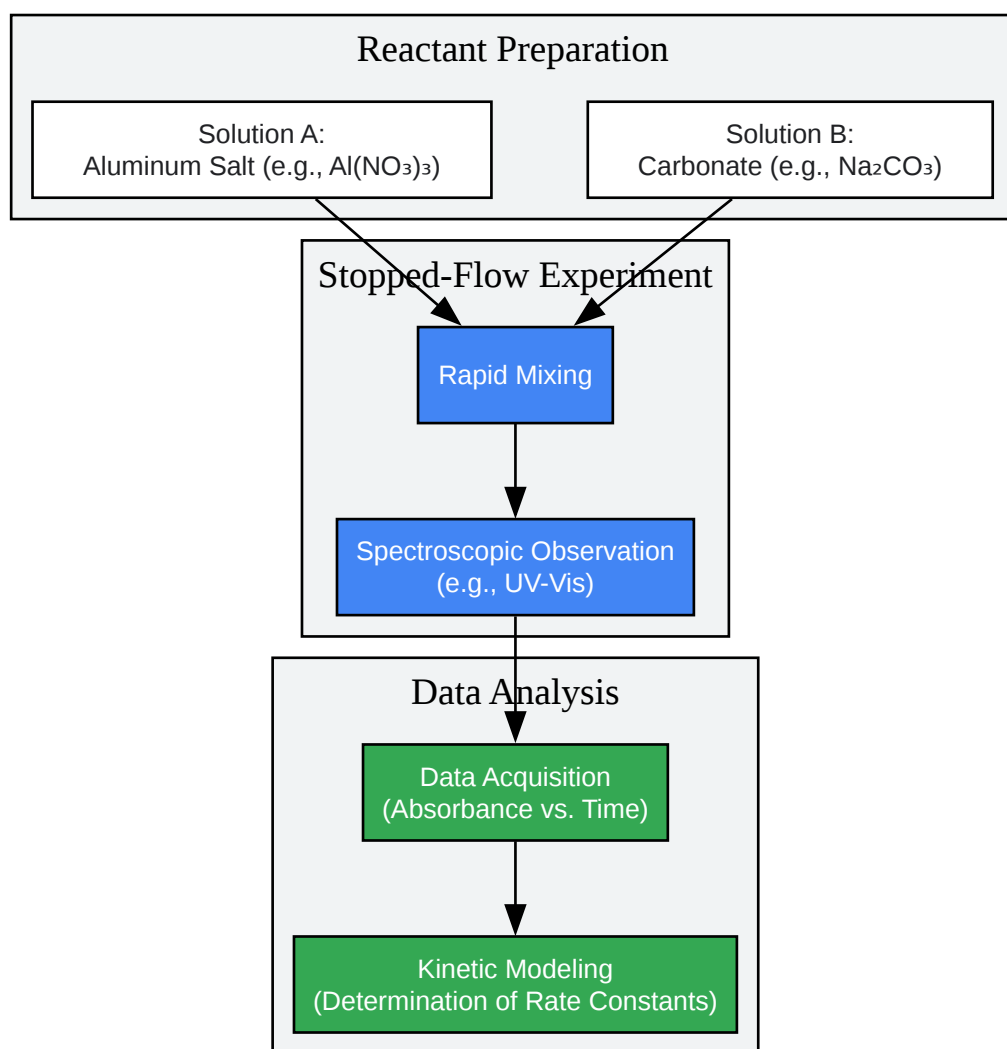 Reactant Preparation
Solution A:
Aluminum Salt (e.g., Al(NO₃)₃)
Solution B:
Carbonate (e.g., Na₂CO₃)
Stopped-Flow Experiment
Rapid Mixing
Spectroscopic Observation
(e.g., UV-Vis)
Data Analysis
Data Acquisition
(Absorbance vs. Time)
Kinetic Modeling
(Determination of Rate Constants)